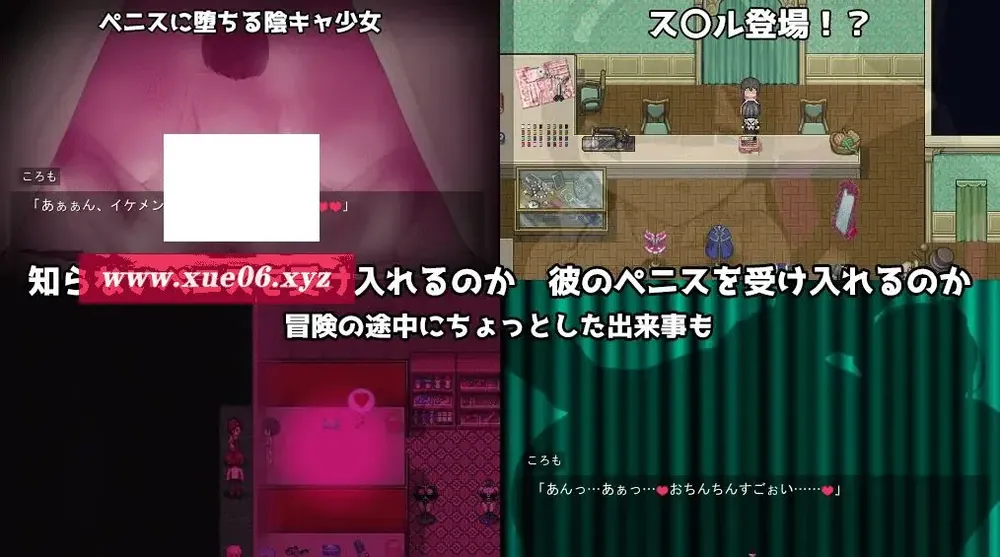 ペニスに堕ちる陰キャ少女
ス〇ル登場！？
ころも
「あぁぁん、イケメン
❤❤」
知ら
www.xue06.xyz
受け入れるのか 彼のペニスを受け入れるのか
冒険の途中にちょっとした出来事も
ころも
「あんっ…あぁっ…❤おちんちんすごぉい……❤」